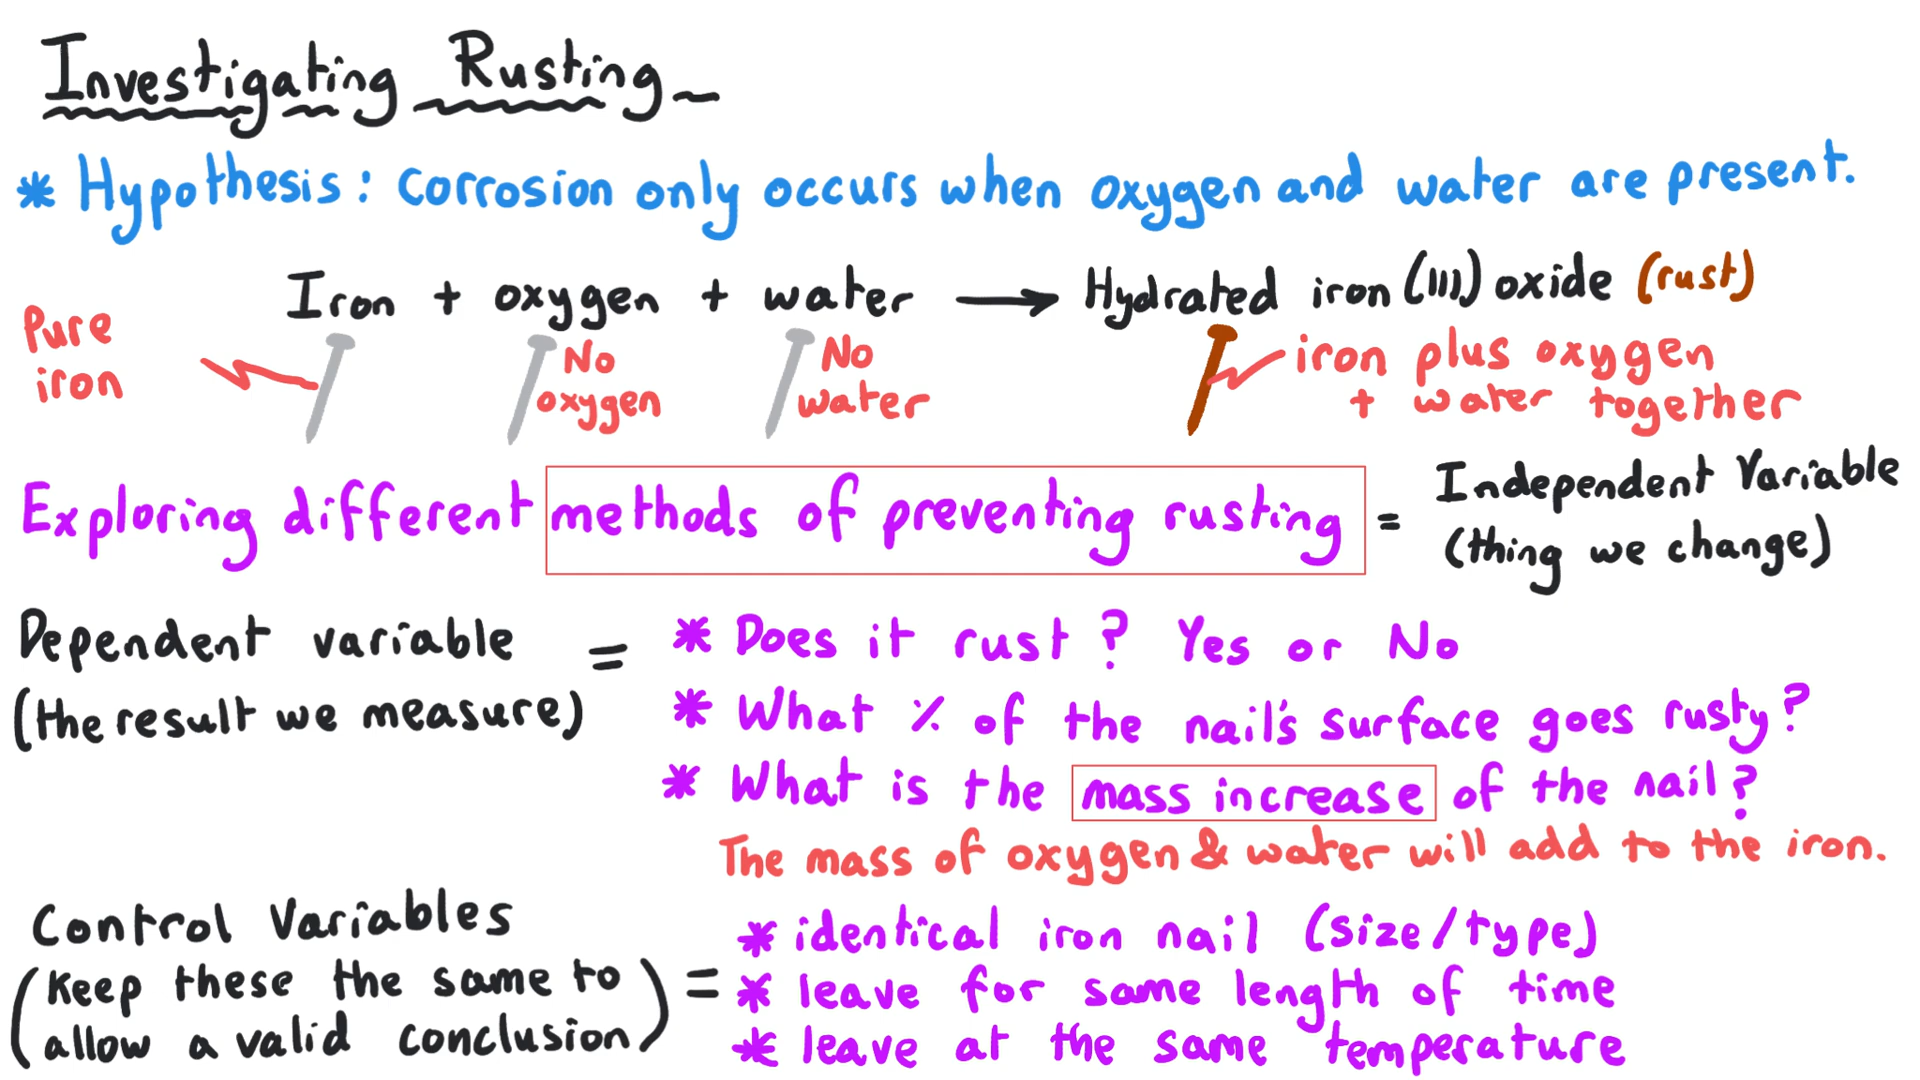 Investigating Rusting
* Hypothesis: corrosion only occurs when oxygen and water are present.
Iron + oxygen + water → Hydrated iron (III) oxide (rust)
Pure
iron
No
oxygen
No
water
iron plus oxygen
+ water together
Exploring different methods of preventing rusting = Independent Variable
(thing we change)
Dependent variable =
(the result we measure)
* Does it rust? Yes or No
* What % of the nail's surface goes rusty?
* What is the mass increase of the nail?
The mass of oxygen & water will add to the iron.
Control Variables
(Keep these the same to
allow a valid conclusion) =
* identical iron nail (size/type)
* leave for same length of time
* leave at the same temperature